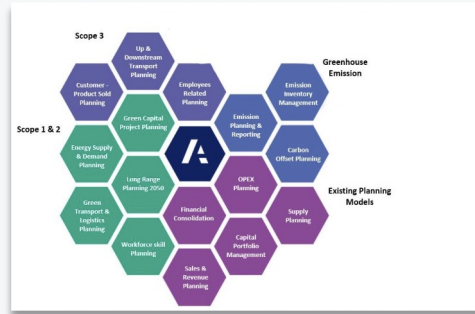 Scope 3
Up &
Downstream
Transport
Planning
Greenhouse
Emission
Customer -
Product Sold
Planning
Employees
Related
Planning
Emission
Inventory
Management
Green Capital
Project Planning
Emission
Planning &
Reporting
Scope 1 & 2
Energy Supply
& Demand
Planning
A
Carbon
Offset Planning
Long Range
Planning 2050
OPEX
Planning
Existing Planning
Models
Green
Transport &
Logistics
Planning
Financial
Consolidation
Supply
Planning
Workforce skill
Planning
Capital
Portfolio
Management
Sales &
Revenue
Planning